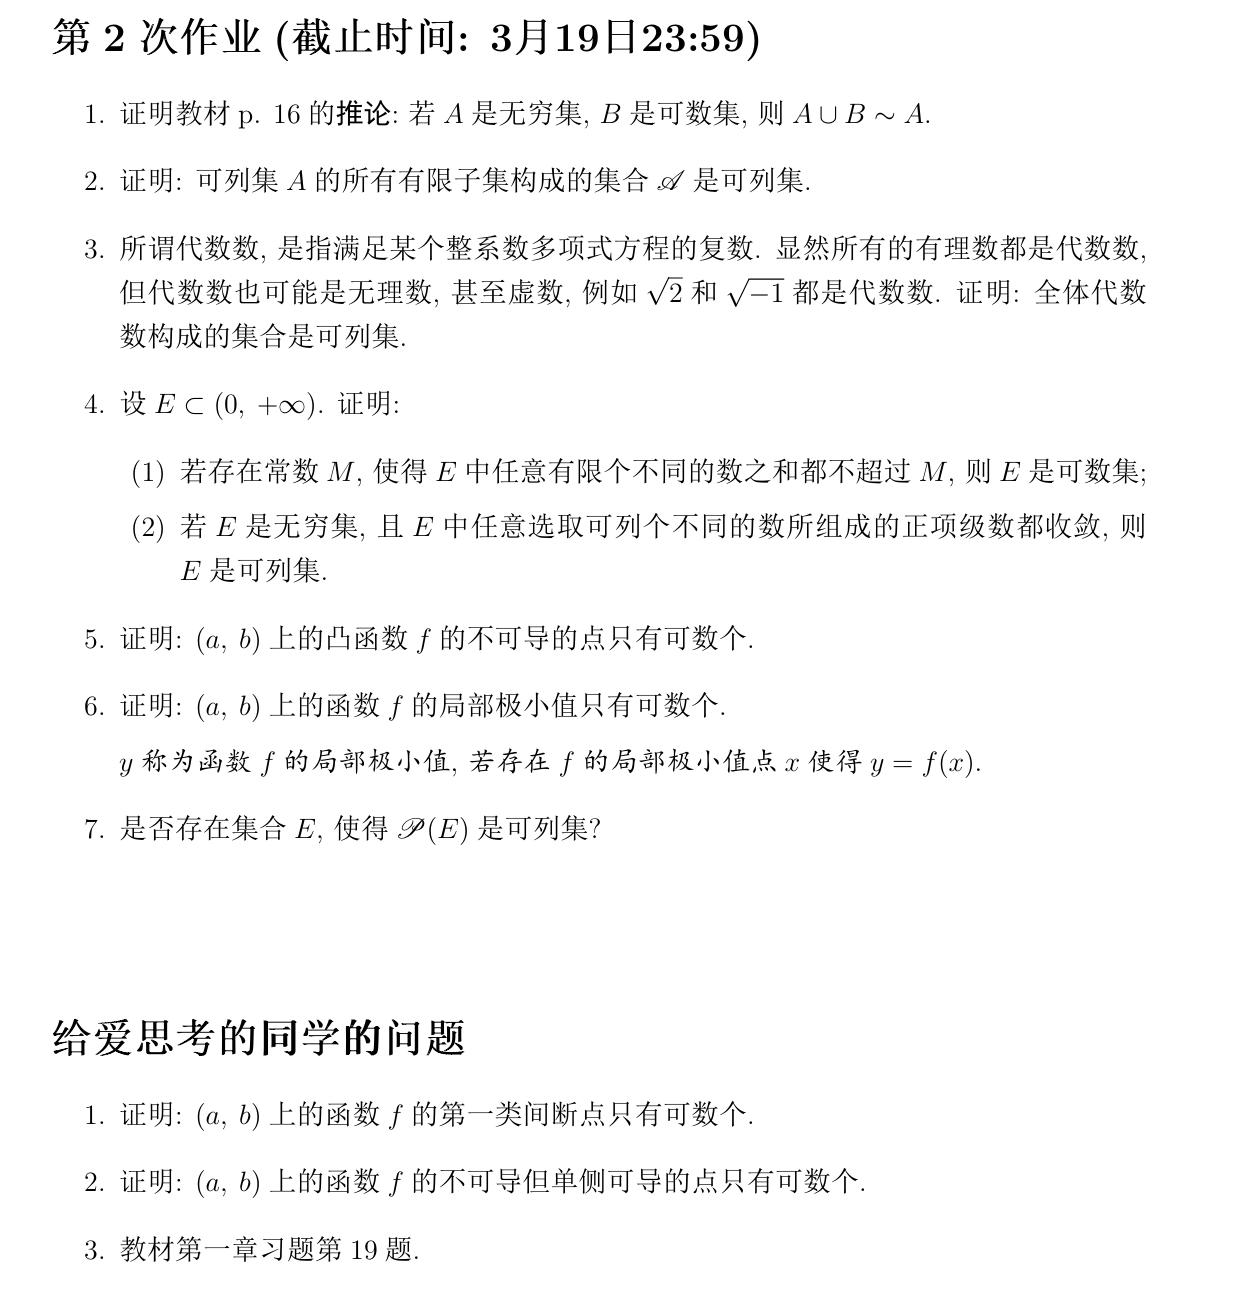 第 2 次作业 (截止时间: 3月19日23:59)
1. 证明教材 p. 16 的推论: 若 A 是无穷集, B 是可数集, 则 A ∪ B ∼ A.
2. 证明: 可列集 A 的所有有限子集构成的集合 𝒜 是可列集.
3. 所谓代数数, 是指满足某个整系数多项式方程的复数. 显然所有的有理数都是代数数,
但代数数也可能是无理数, 甚至虚数, 例如 √2 和 √−1 都是代数数. 证明: 全体代数
数构成的集合是可列集.
4. 设 E ⊂ (0, +∞). 证明:
(1) 若存在常数 M, 使得 E 中任意有限个不同的数之和都不超过 M, 则 E 是可数集;
(2) 若 E 是无穷集, 且 E 中任意选取可列个不同的数所组成的正项级数都收敛, 则
E 是可列集.
5. 证明: (a, b) 上的凸函数 f 的不可导的点只有可数个.
6. 证明: (a, b) 上的函数 f 的局部极小值只有可数个.
y 称为函数 f 的局部极小值, 若存在 f 的局部极小值点 x 使得 y = f(x).
7. 是否存在集合 E, 使得 𝒫(E) 是可列集?
给爱思考的同学的问题
1. 证明: (a, b) 上的函数 f 的第一类间断点只有可数个.
2. 证明: (a, b) 上的函数 f 的不可导但单侧可导的点只有可数个.
3. 教材第一章习题第 19 题.